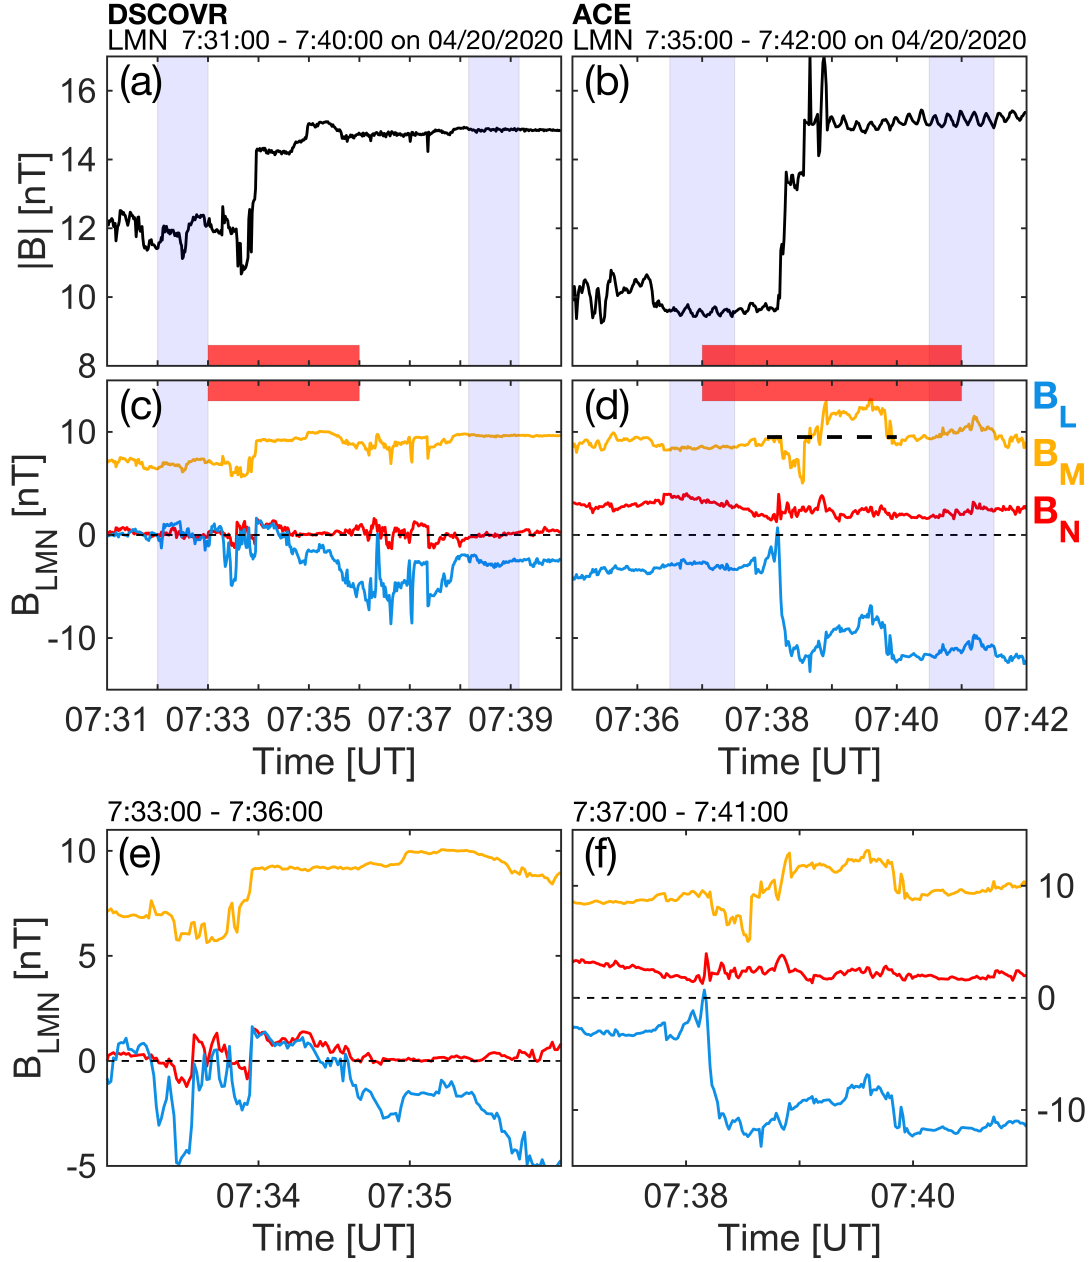 DSCOVR
LMN 7:31:00 - 7:40:00 on 04/20/2020
ACE
LMN 7:35:00 - 7:42:00 on 04/20/2020
(a)
(b)
16
14
12
10
8
|B| [nT]
(c)
(d)
10
0
-10
B_LMN [nT]
B_L
B_M
B_N
07:31 07:33 07:35 07:37 07:39
Time [UT]
07:36 07:38 07:40 07:42
Time [UT]
7:33:00 - 7:36:00
7:37:00 - 7:41:00
(e)
(f)
10
5
0
-5
B_LMN [nT]
10
0
-10
07:34 07:35
Time [UT]
07:38 07:40
Time [UT]